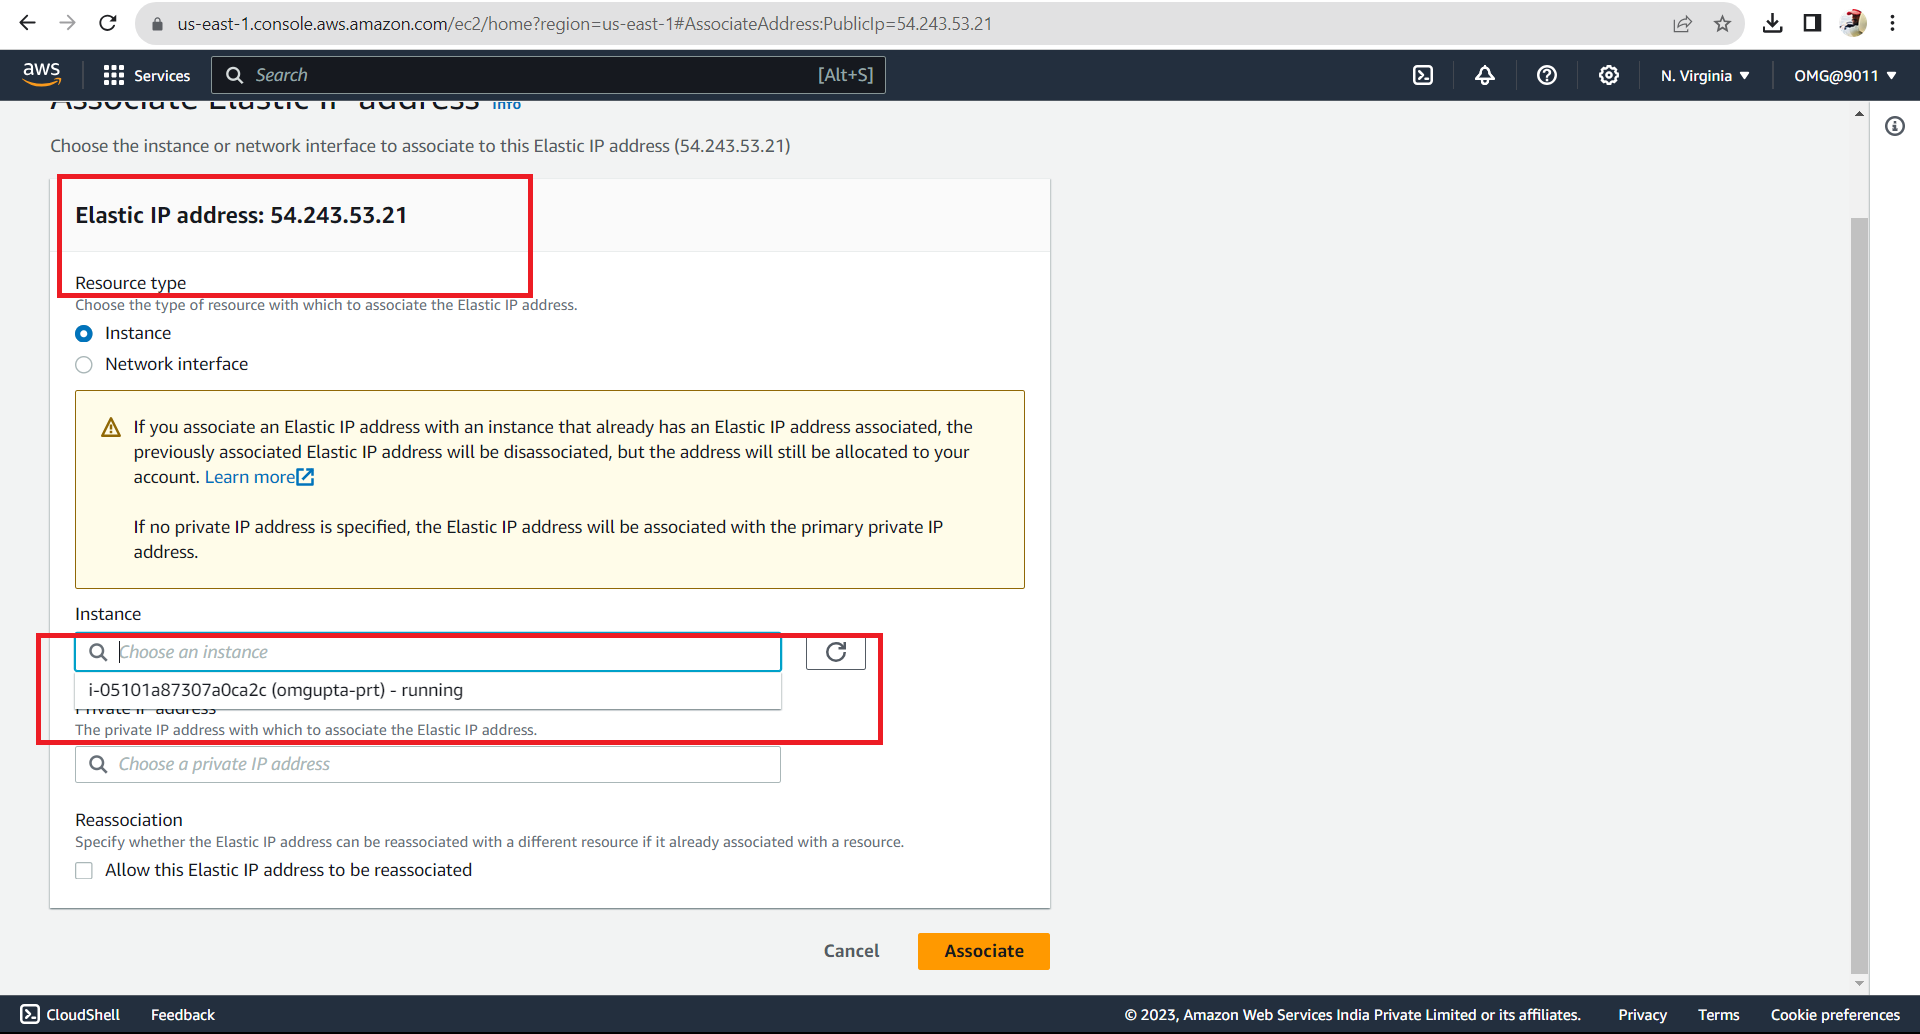 us-east-1.console.aws.amazon.com/ec2/home?region=us-east-1#AssociateAddress:PublicIp=54.243.53.21
aws
Services
Search
[Alt+S]
N. Virginia
OMG@9011
Associate Elastic IP address Info
Choose the instance or network interface to associate to this Elastic IP address (54.243.53.21)
Elastic IP address: 54.243.53.21
Resource type
Choose the type of resource with which to associate the Elastic IP address.
Instance
Network interface
If you associate an Elastic IP address with an instance that already has an Elastic IP address associated, the
previously associated Elastic IP address will be disassociated, but the address will still be allocated to your
account. Learn more
If no private IP address is specified, the Elastic IP address will be associated with the primary private IP
address.
Instance
Choose an instance
i-05101a87307a0ca2c (omgupta-prt) - running
Private IP address
The private IP address with which to associate the Elastic IP address.
Choose a private IP address
Reassociation
Specify whether the Elastic IP address can be reassociated with a different resource if it already associated with a resource.
Allow this Elastic IP address to be reassociated
Cancel
Associate
CloudShell
Feedback
© 2023, Amazon Web Services India Private Limited or its affiliates.
Privacy
Terms
Cookie preferences